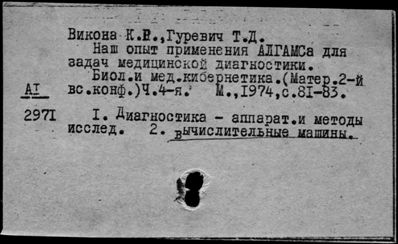 Викона К.Р.,Гуревич Т.Д.
Наш опыт применения АЛГАМСа для
задач медицинской диагностики.
Биол.и мед.кибернетика.(Матер.2-й
АI вс.конф.)Ч.4-я. М.,1974,с.81-83.
2971 I. Диагностика - аппарат.и методы
исслед. 2. вычислительные машины.